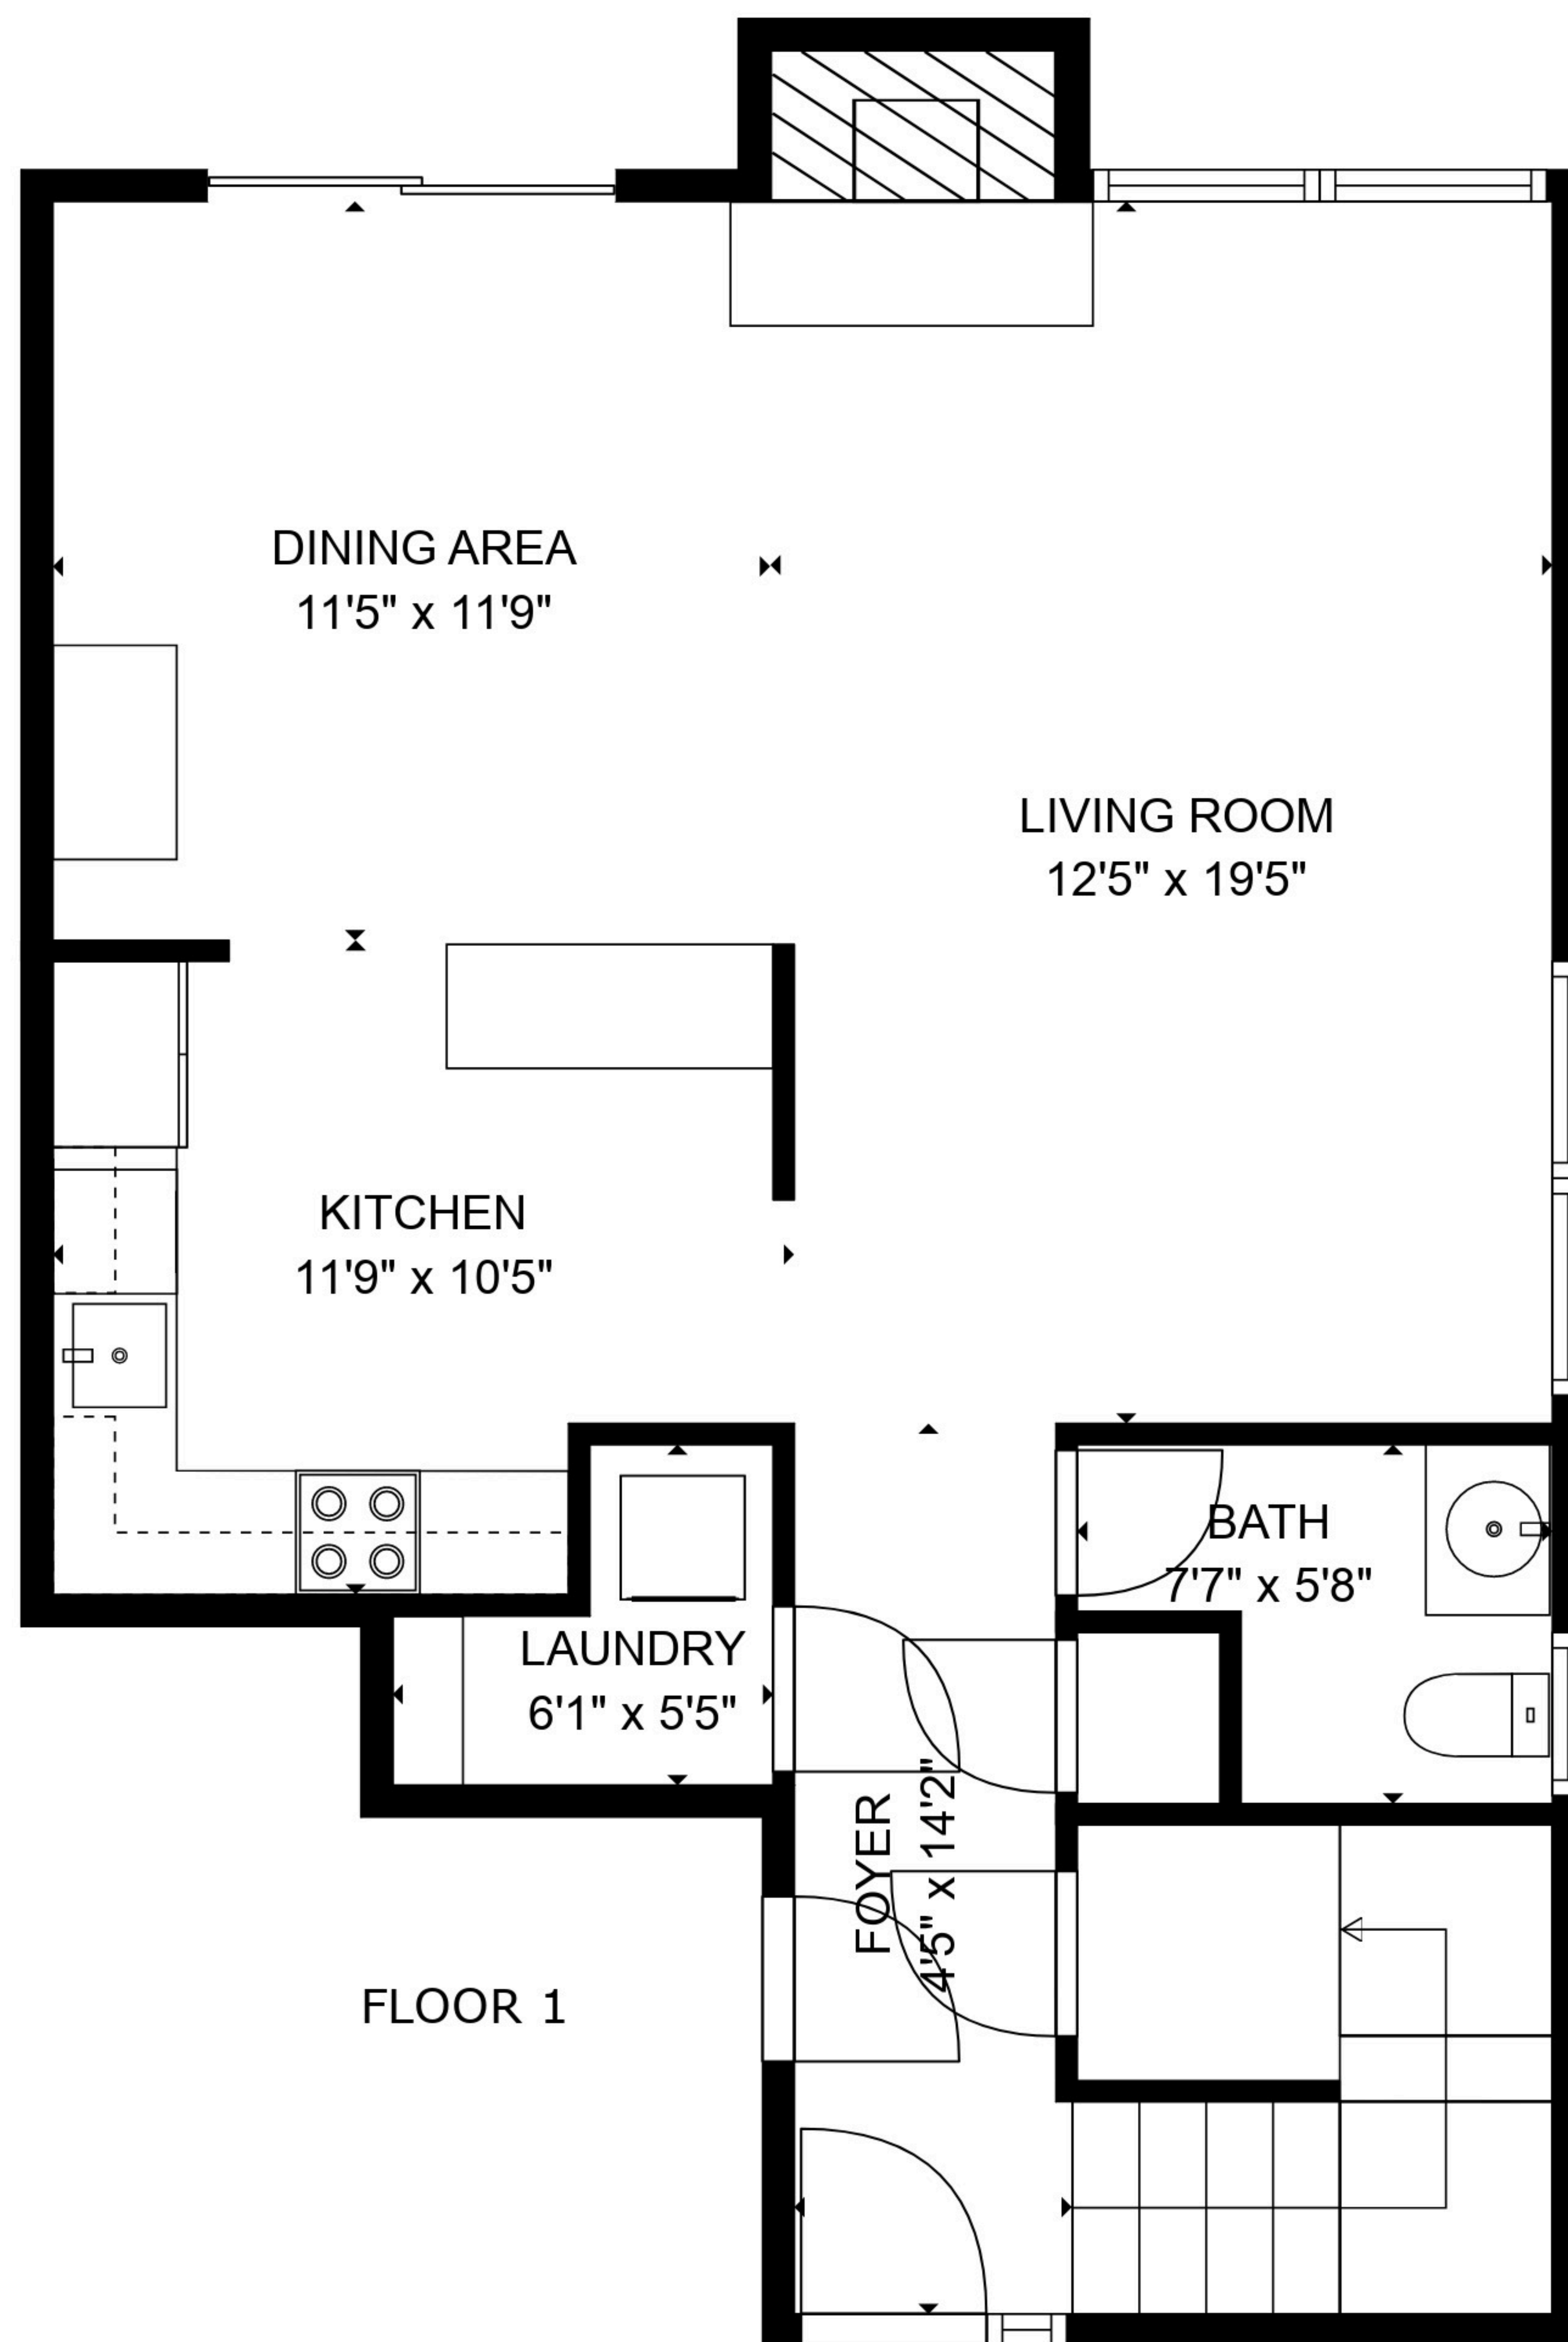 DINING AREA
11'5" x 11'9"
LIVING ROOM
12'5" x 19'5"
KITCHEN
11'9" x 10'5"
BATH
7'7" x 5'8"
LAUNDRY
6'1" x 5'5"
FOYER
4'5" x 14'2"
FLOOR 1